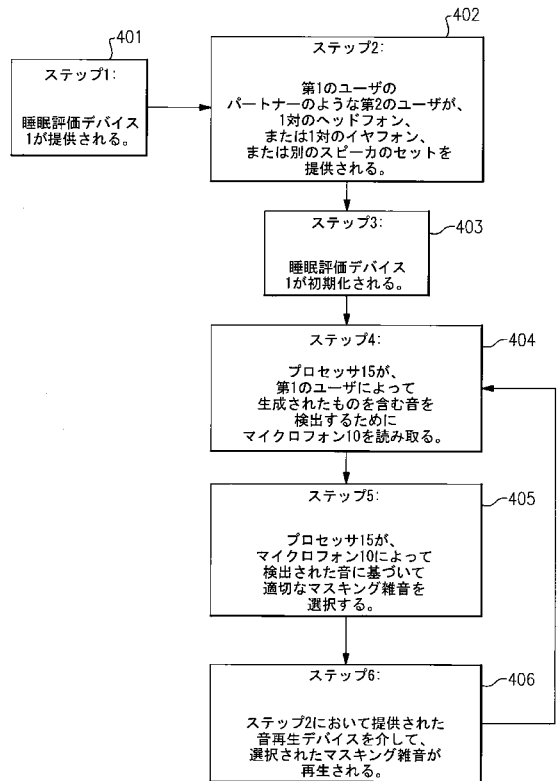 401
ステップ1:
睡眠評価デバイス
1が提供される。
402
ステップ2:
第1のユーザの
パートナーのような第2のユーザが、
1対のヘッドフォン、
または1対のイヤフォン、
または別のスピーカのセットを
提供される。
403
ステップ3:
睡眠評価デバイス
1が初期化される。
404
ステップ4:
プロセッサ15が、
第1のユーザによって
生成されたものを含む音を
検出するために
マイクロフォン10を読み取る。
405
ステップ5:
プロセッサ15が、
マイクロフォン10によって
検出された音に基づいて
適切なマスキング雑音を
選択する。
406
ステップ6:
ステップ2において提供された
音再生デバイスを介して、
選択されたマスキング雑音が
再生される。